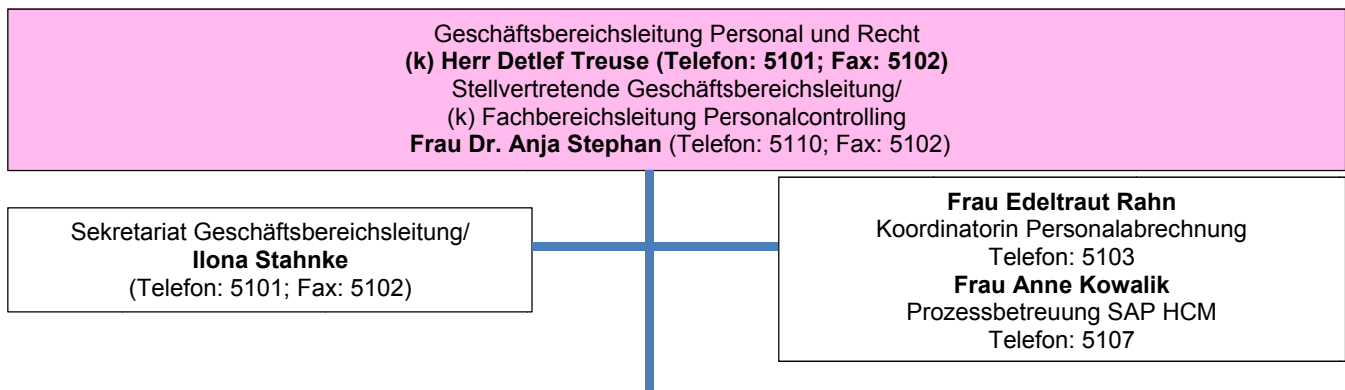 Geschäftsbereichsleitung Personal und Recht
(k) Herr Detlef Treuse (Telefon: 5101; Fax: 5102)
Stellvertretende Geschäftsbereichsleitung/
(k) Fachbereichsleitung Personalcontrolling
Frau Dr. Anja Stephan (Telefon: 5110; Fax: 5102)
Sekretariat Geschäftsbereichsleitung/
Ilona Stahnke
(Telefon: 5101; Fax: 5102)
Frau Edeltraut Rahn
Koordinatorin Personalabrechnung
Telefon: 5103
Frau Anne Kowalik
Prozessbetreuung SAP HCM
Telefon: 5107